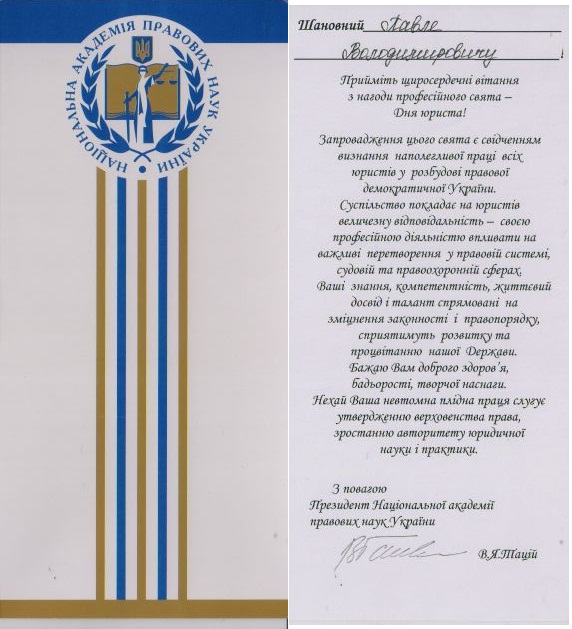 НАЦІОНАЛЬНА АКАДЕМІЯ ПРАВОВИХ НАУК УКРАЇНИ
Шановний Павле
Володимировичу!
Прийміть щиросердечні вітання
з нагоди професійного свята –
Дня юриста!
Запровадження цього свята є свідченням
визнання наполегливої праці всіх
юристів у розбудові правової
демократичної України.
Суспільство покладає на юристів
величезну відповідальність – своєю
професійною діяльністю впливати на
важливі перетворення у правовій системі,
судовій та правоохоронній сферах.
Ваші знання, компетентність, життєвий
досвід і талант спрямовані на
зміцнення законності і правопорядку,
сприятимуть розвитку та
процвітанню нашої Держави.
Бажаю Вам доброго здоров'я,
бадьорості, творчої наснаги.
Нехай Ваша невтомна плідна праця слугує
утвердженню верховенства права,
зростанню авторитету юридичної
науки і практики.
З повагою
Президент Національної академії
правових наук України
В.Я.Тацій